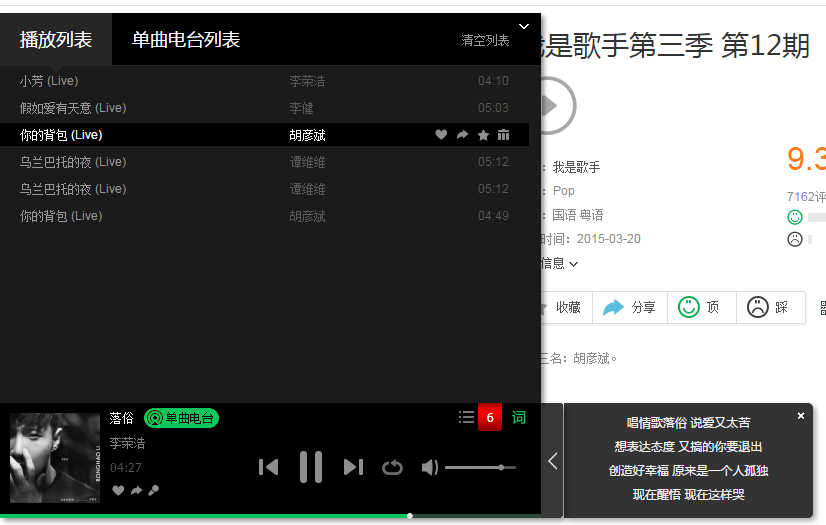 播放列表 单曲电台列表 清空列表
小芳 (Live) 李荣浩 04:10
假如爱有天意 (Live) 李健 05:03
你的背包 (Live) 胡彦斌
乌兰巴托的夜 (Live) 谭维维 05:12
乌兰巴托的夜 (Live) 谭维维 05:12
你的背包 (Live) 胡彦斌 04:49
是歌手第三季 第12期
:我是歌手
:Pop
:国语 粤语
时间:2015-03-20
信息
9.3
7162评
收藏 分享 顶 踩
三名:胡彦斌。
落俗 单曲电台
李荣浩
04:27
6 词
唱情歌落俗 说爱又太苦
想表达态度 又搞的你要退出
创造好幸福 原来是一个人孤独
现在醒悟 现在这样哭